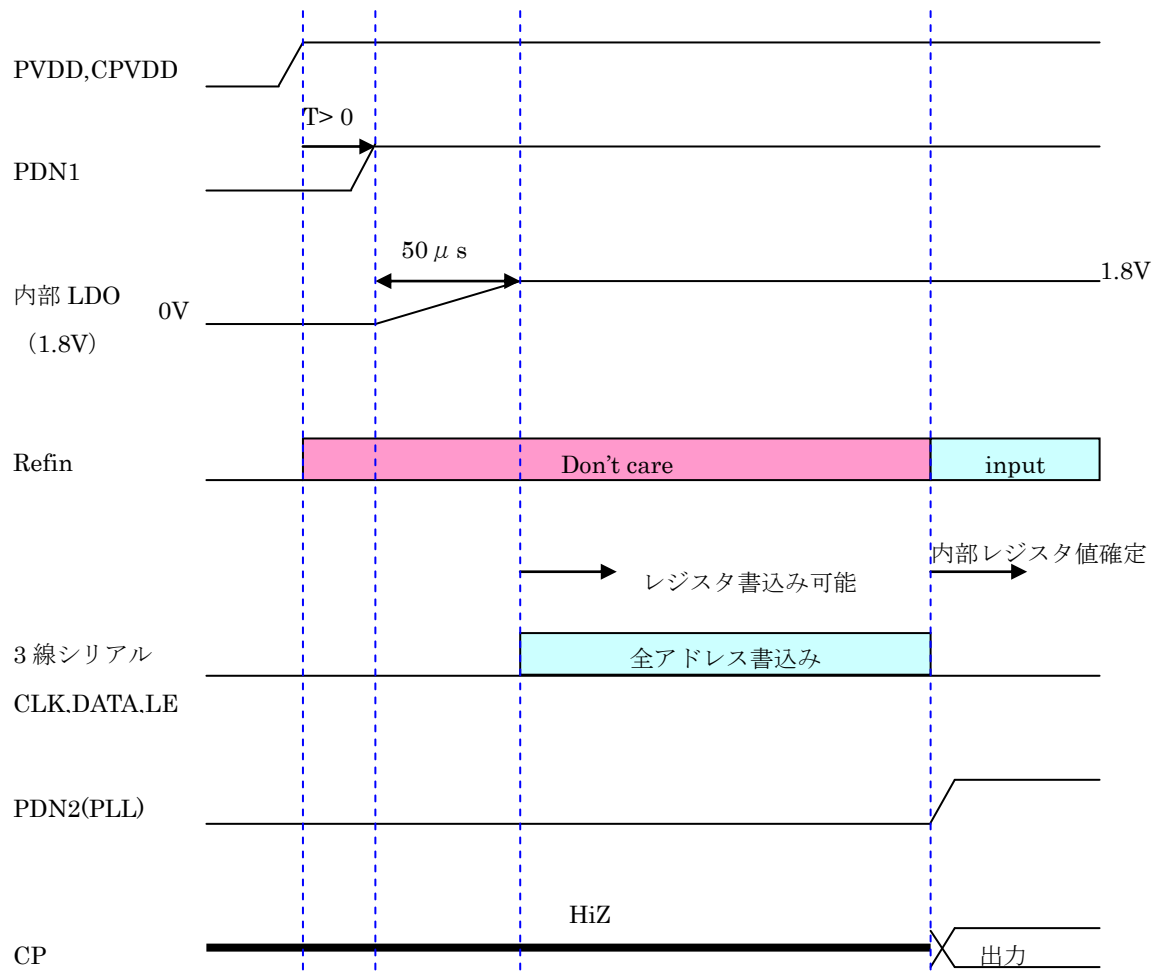 PVDD,CPVDD
T> 0
PDN1
50μs
1.8V
内部 LDO
0V
（1.8V）
Refin
Don't care
input
内部レジスタ値確定
レジスタ書込み可能
3 線シリアル
全アドレス書込み
CLK,DATA,LE
PDN2(PLL)
HiZ
CP
出力